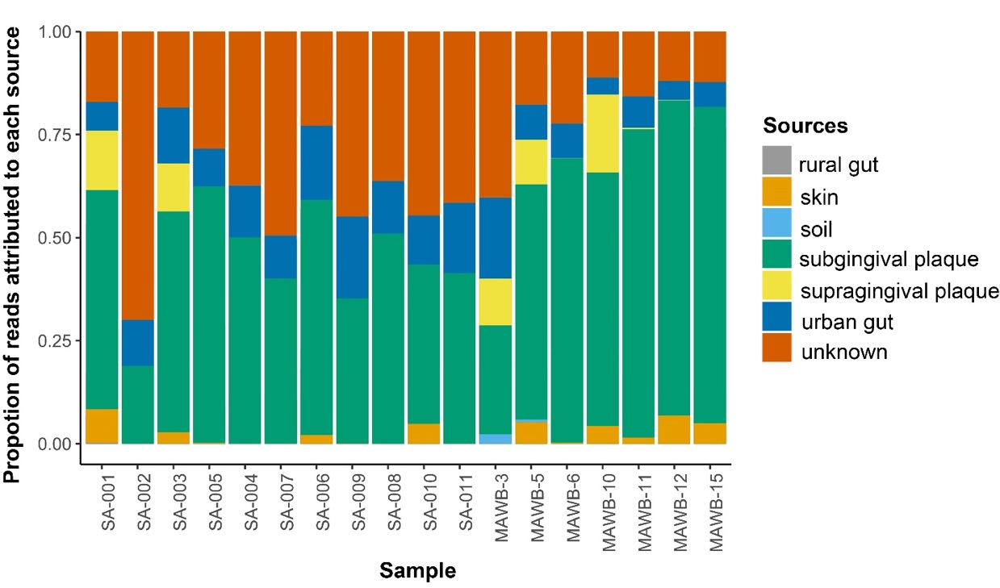 Propotion of reads attributed to each source
1.00
0.75
0.50
0.25
0.00
SA-001
SA-002
SA-003
SA-005
SA-004
SA-007
SA-006
SA-009
SA-008
SA-010
SA-011
MAWB-3
MAWB-5
MAWB-6
MAWB-10
MAWB-11
MAWB-12
MAWB-15
Sample
Sources
rural gut
skin
soil
subgingival plaque
supragingival plaque
urban gut
unknown